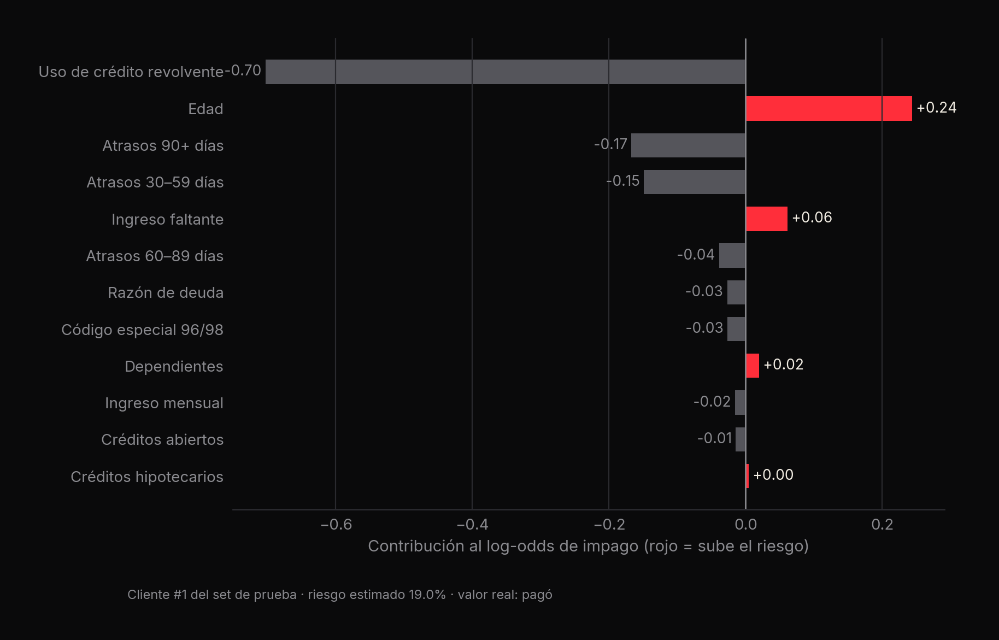 Uso de crédito revolvente -0.70
Edad +0.24
Atrasos 90+ días -0.17
Atrasos 30–59 días -0.15
Ingreso faltante +0.06
Atrasos 60–89 días -0.04
Razón de deuda -0.03
Código especial 96/98 -0.03
Dependientes +0.02
Ingreso mensual -0.02
Créditos abiertos -0.01
Créditos hipotecarios +0.00
−0.6 −0.4 −0.2 0.0 0.2
Contribución al log-odds de impago (rojo = sube el riesgo)
Cliente #1 del set de prueba · riesgo estimado 19.0% · valor real: pagó